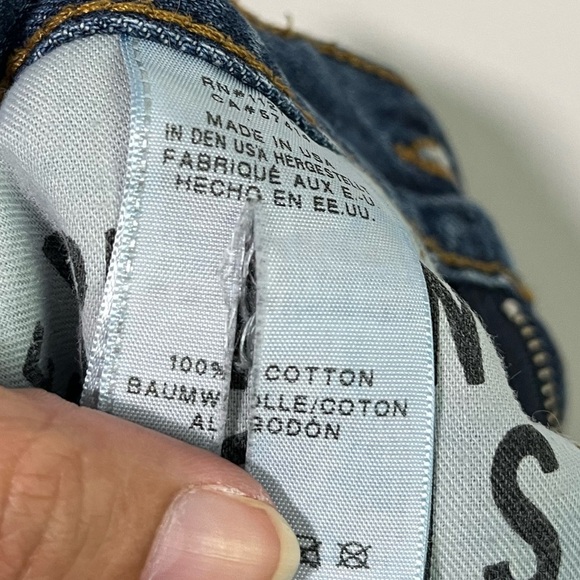 MADE IN USA
IN DEN USA HERGESTELLT
FABRIQUÉ AUX E.-U.
HECHO EN EE.UU.
100% COTTON
BAUMWOLLE/COTON
ALGODÓN
S